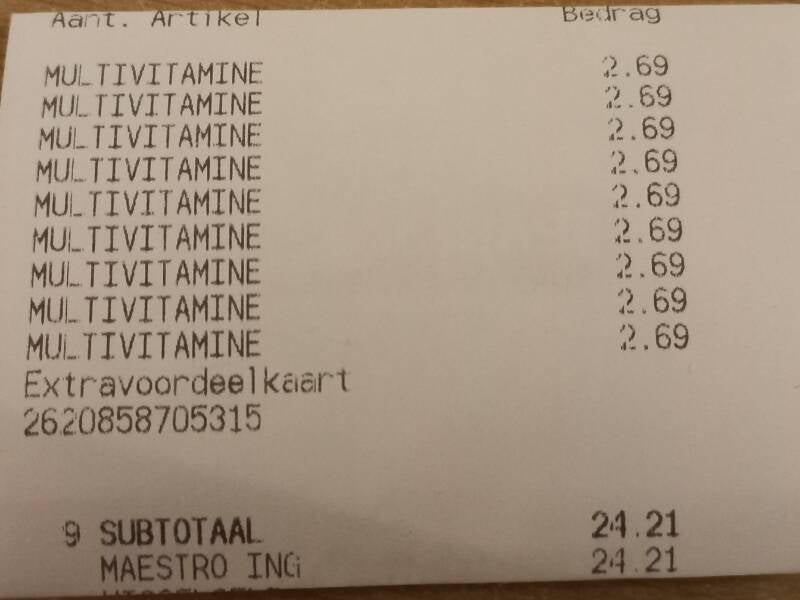 Aant. Artikel Bedrag
MULTIVITAMINE 2.69
MULTIVITAMINE 2.69
MULTIVITAMINE 2.69
MULTIVITAMINE 2.69
MULTIVITAMINE 2.69
MULTIVITAMINE 2.69
MULTIVITAMINE 2.69
MULTIVITAMINE 2.69
MULTIVITAMINE 2.69
Extravoordeelkaart
2620858705315
9 SUBTOTAAL 24.21
MAESTRO ING 24.21